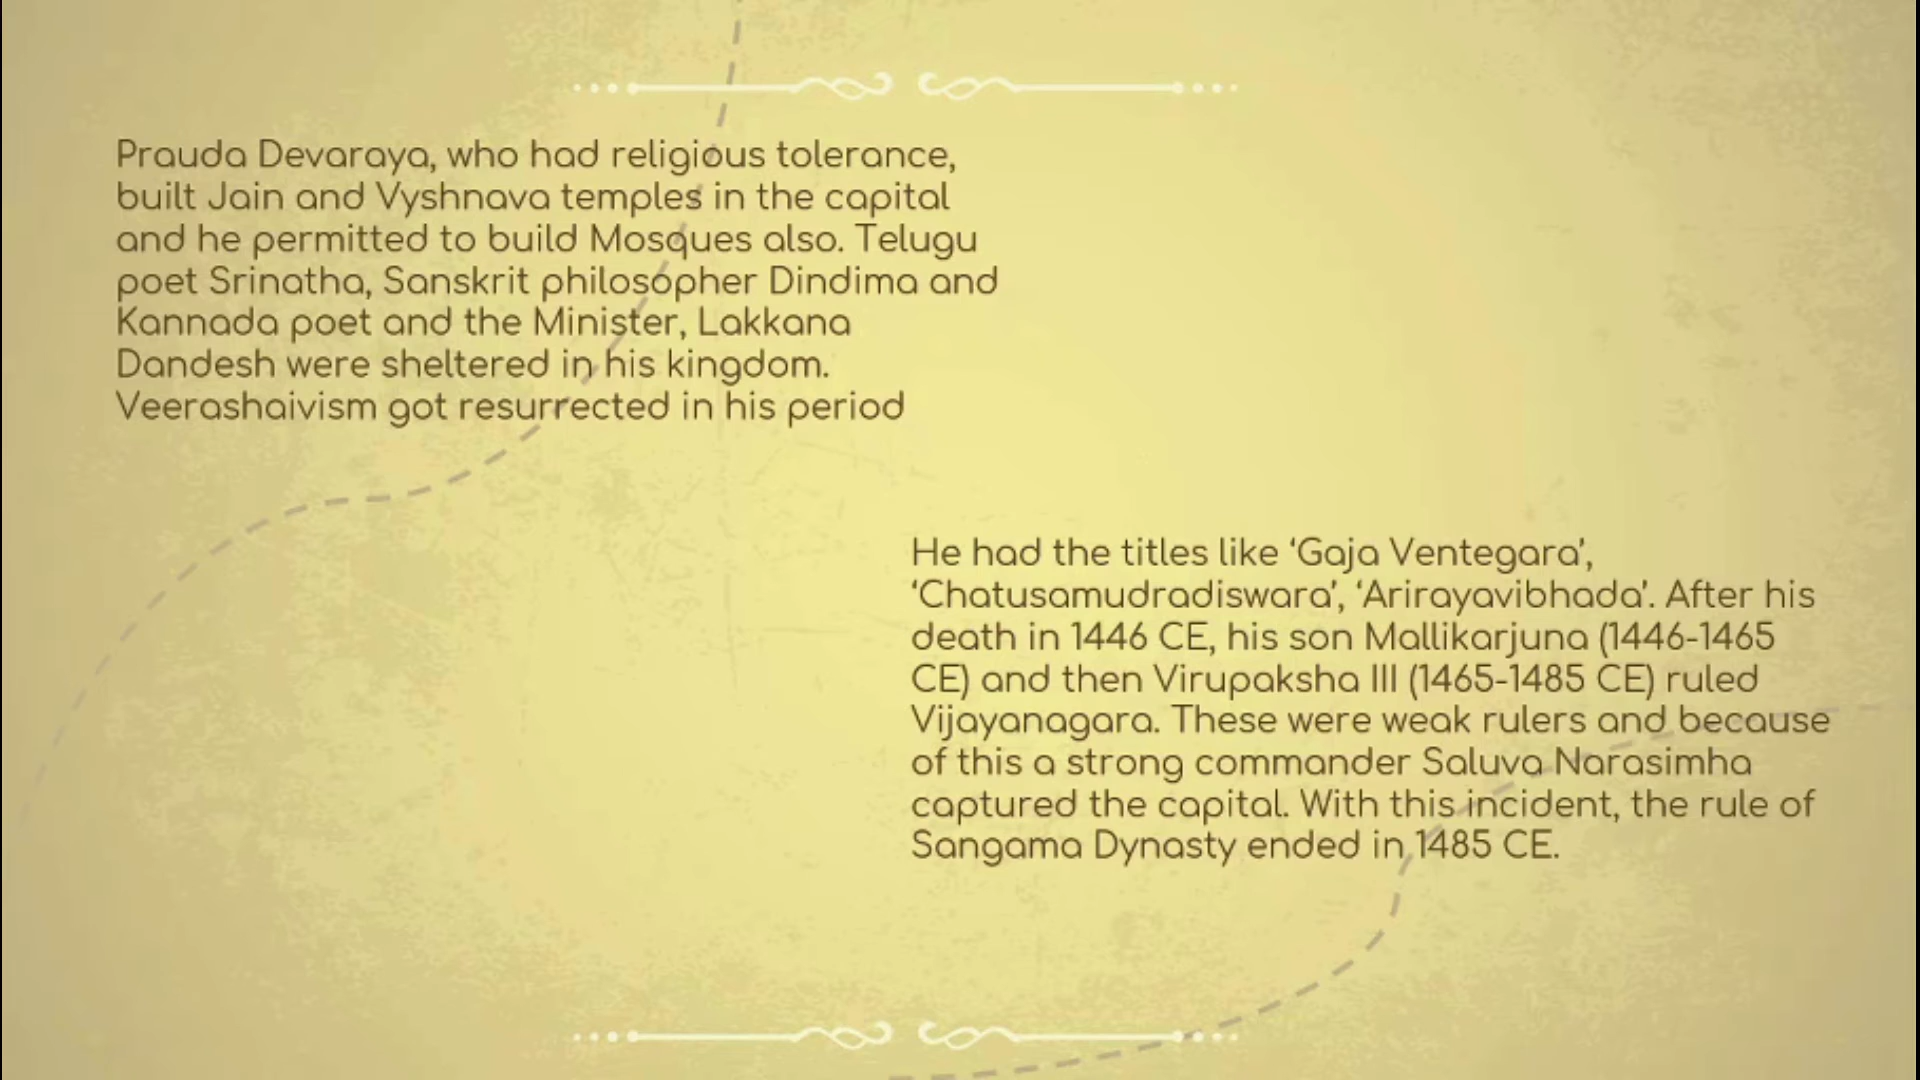 Prauda Devaraya, who had religious tolerance,
built Jain and Vyshnava temples in the capital
and he permitted to build Mosques also. Telugu
poet Srinatha, Sanskrit philosopher Dindima and
Kannada poet and the Minister, Lakkana
Dandesh were sheltered in his kingdom.
Veerashaivism got resurrected in his period
He had the titles like ‘Gaja Ventegara’,
‘Chatusamudradiswara’, ‘Arirayavibhada’. After his
death in 1446 CE, his son Mallikarjuna (1446-1465
CE) and then Virupaksha III (1465-1485 CE) ruled
Vijayanagara. These were weak rulers and because
of this a strong commander Saluva Narasimha
captured the capital. With this incident, the rule of
Sangama Dynasty ended in 1485 CE.